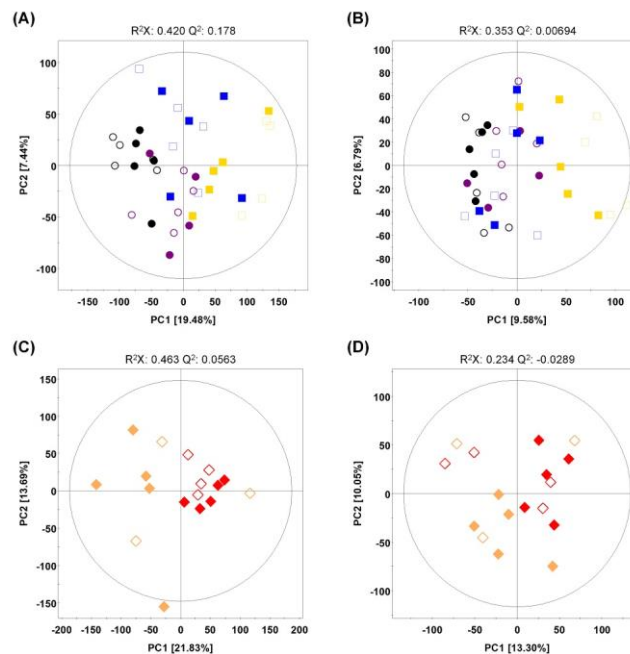 (A)
R²X: 0.420 Q²: 0.178
100
50
0
-50
-100
PC2 [7.44%]
-150 -100 -50 0 50 100 150
PC1 [19.48%]
(B)
R²X: 0.353 Q²: 0.00694
100
80
60
40
20
0
-20
-40
-60
-80
-100
PC2 [6.79%]
-100 -50 0 50 100
PC1 [9.58%]
(C)
R²X: 0.463 Q²: 0.0563
150
100
50
0
-50
-100
-150
PC2 [13.69%]
-200 -150 -100 -50 0 50 100 150 200
PC1 [21.83%]
(D)
R²X: 0.234 Q²: -0.0289
100
50
0
-50
-100
PC2 [10.05%]
-100 -50 0 50 100
PC1 [13.30%]